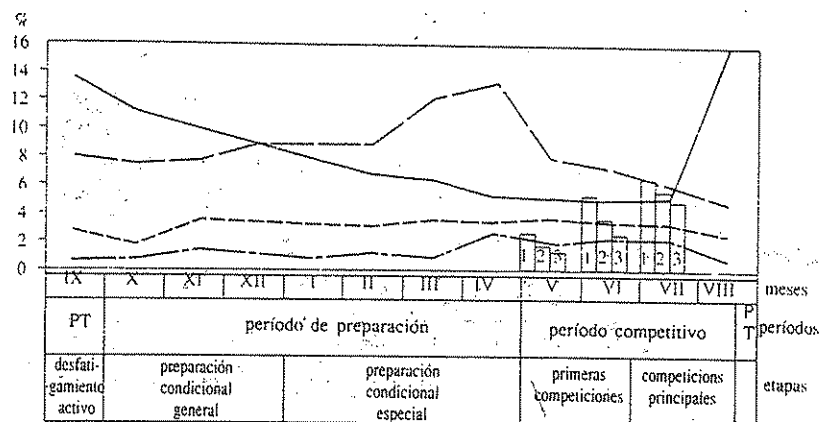 %
16
14
12
10
8
6
4
2
0
1 2 3 1 2 3 1 2 3
IX X XI XII I II III IV V VI VII VIII meses
PT período de preparación período competitivo P T períodos
desfati-
gamiento
activo
preparación
condicional
general
preparación
condicional
especial
primeras
competiciones
competicions
principales
etapas